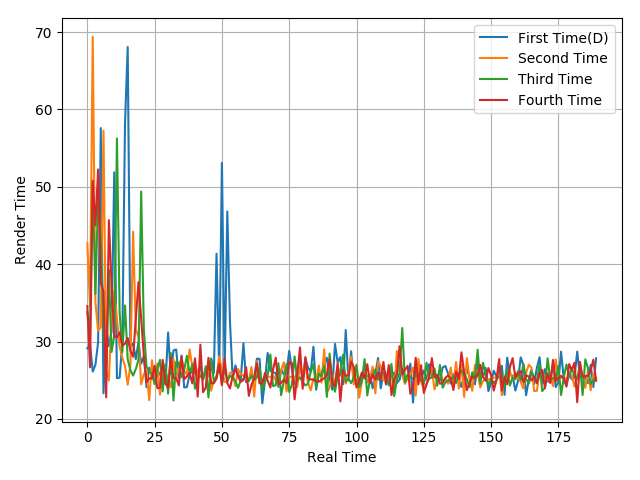 70
60
50
40
30
20
Render Time
0 25 50 75 100 125 150 175
Real Time
First Time(D)
Second Time
Third Time
Fourth Time